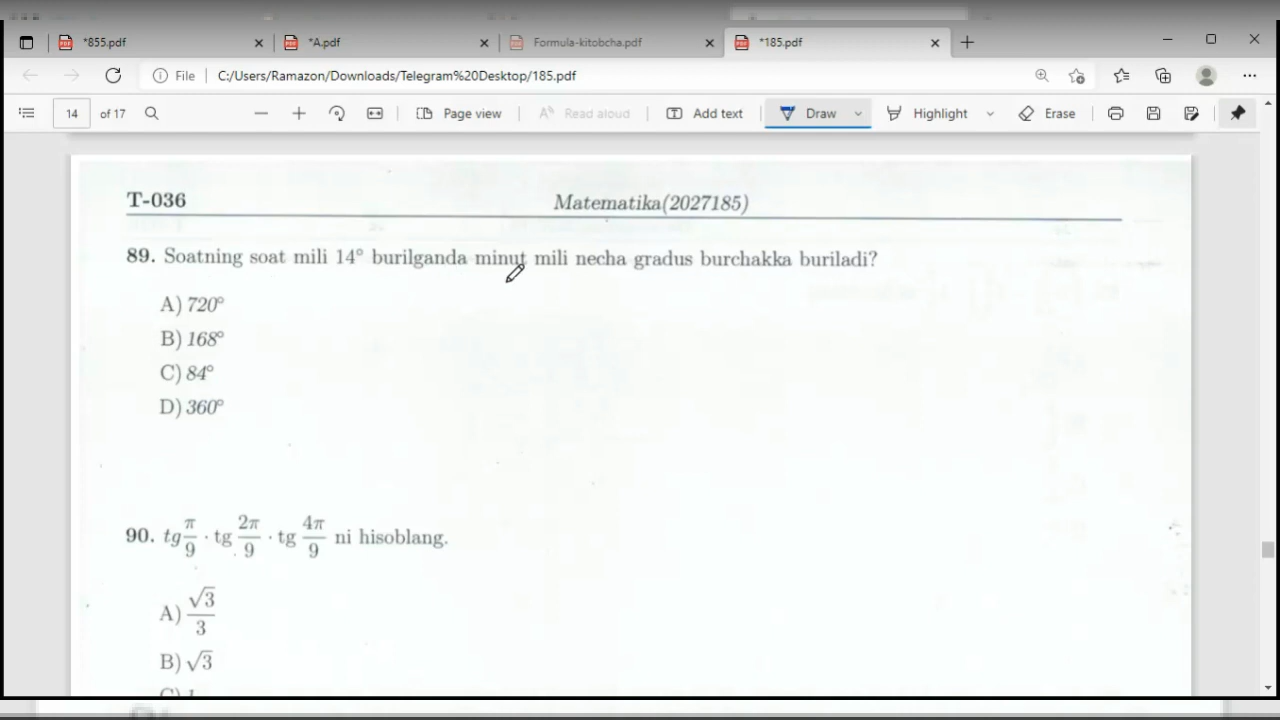 *855.pdf
*A.pdf
Formula-kitobcha.pdf
*185.pdf
File
C:/Users/Ramazon/Downloads/Telegram%20Desktop/185.pdf
14 of 17
Page view
Read aloud
Add text
Draw
Highlight
Erase
T-036
Matematika(2027185)
89. Soatning soat mili 14° burilganda minut mili necha gradus burchakka buriladi?
A) 720°
B) 168°
C) 84°
D) 360°
90. tg π/9 · tg 2π/9 · tg 4π/9 ni hisoblang.
A) √3/3
B) √3